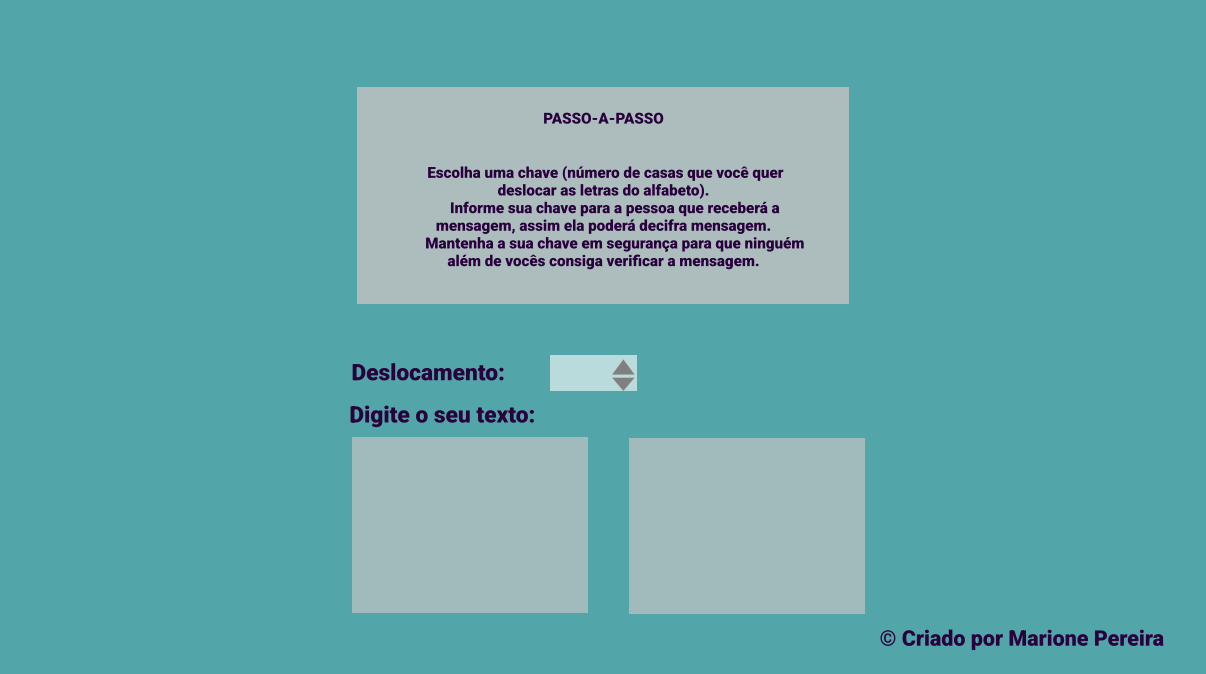 PASSO-A-PASSO
Escolha uma chave (número de casas que você quer
deslocar as letras do alfabeto).
Informe sua chave para a pessoa que receberá a
mensagem, assim ela poderá decifra mensagem.
Mantenha a sua chave em segurança para que ninguém
além de vocês consiga verificar a mensagem.
Deslocamento:
Digite o seu texto:
© Criado por Marione Pereira